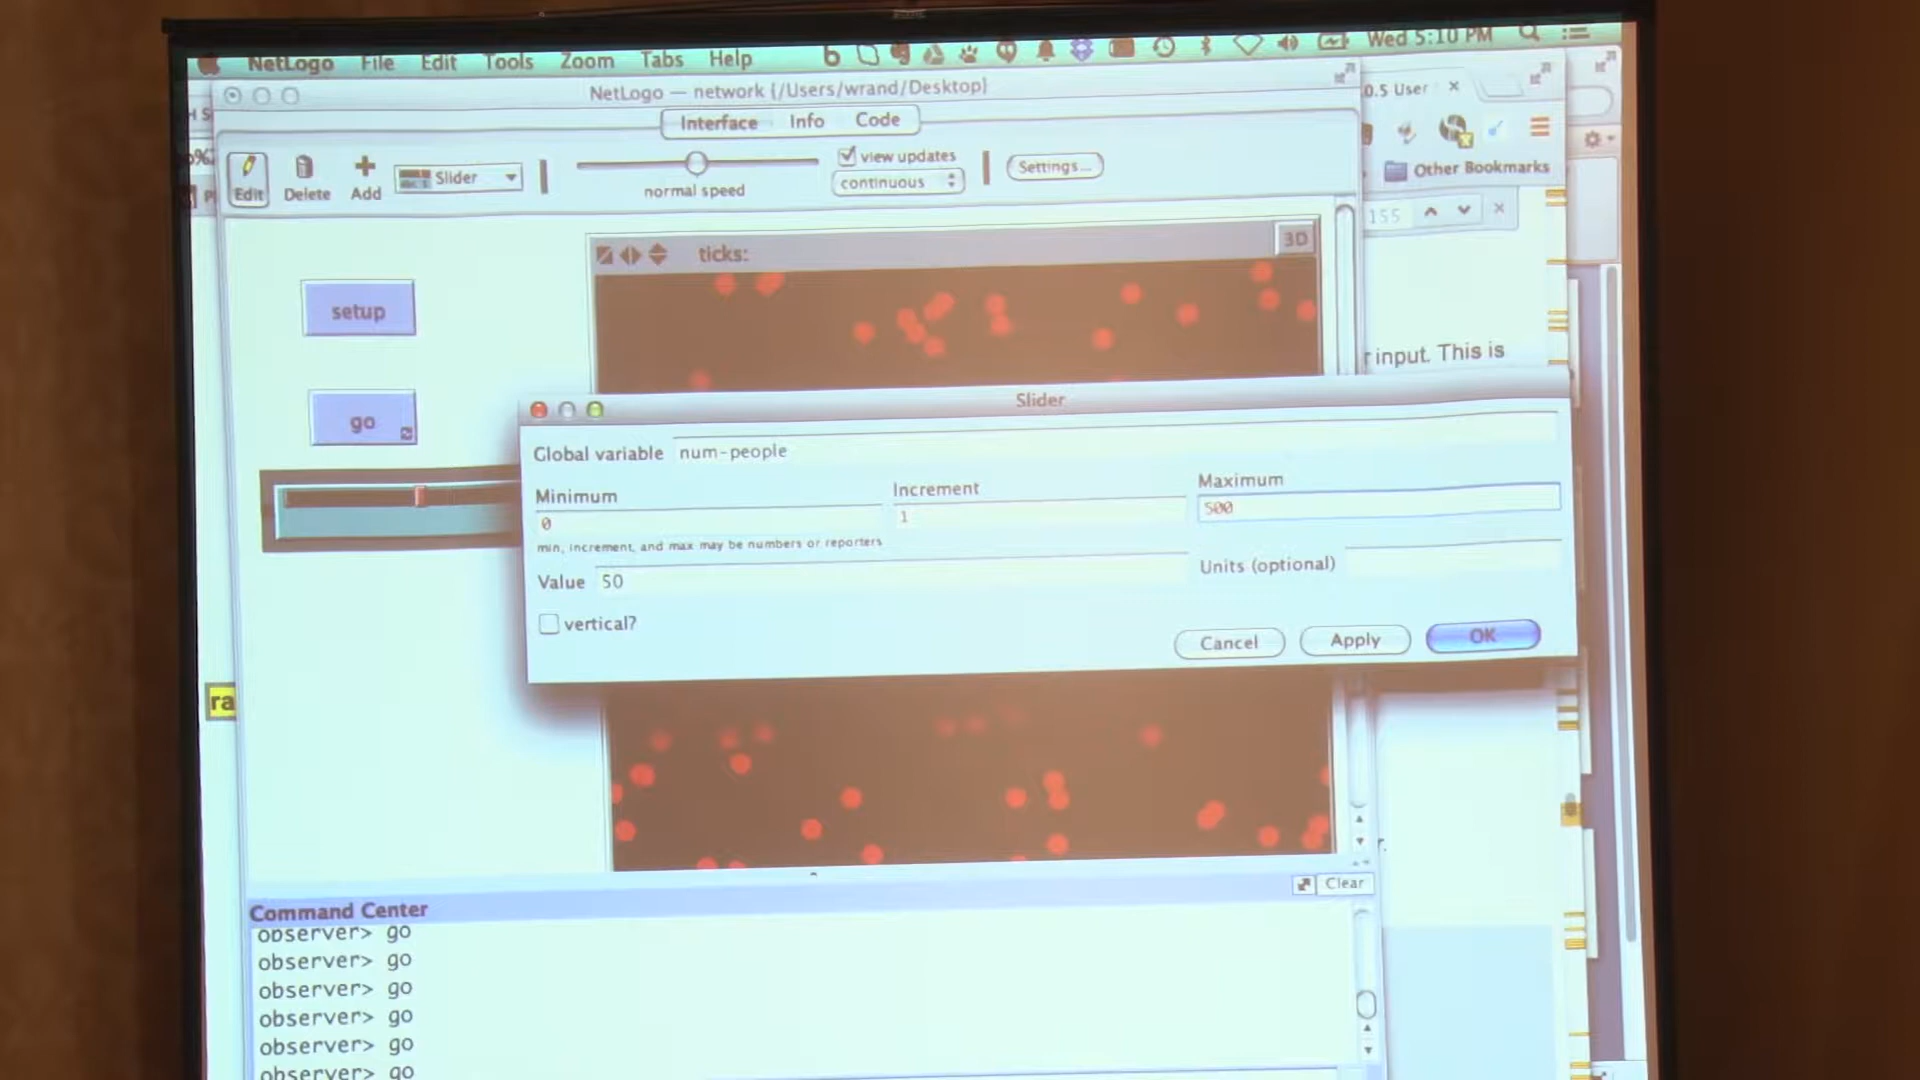 NetLogo File Edit Tools Zoom Tabs Help Wed 5:10 PM
NetLogo — network {/Users/wrand/Desktop}
0.5 User
Interface Info Code
Edit Delete Add Slider normal speed view updates continuous Settings...
Other Bookmarks
155
ticks: 3D
setup
go
r input. This is
Slider
Global variable num-people
Minimum Increment Maximum
0 1 500
min, increment, and max may be numbers or reporters
Value 50 Units (optional)
vertical?
Cancel Apply OK
ra
r.
Clear
Command Center
observer> go
observer> go
observer> go
observer> go
observer> go
observer> go